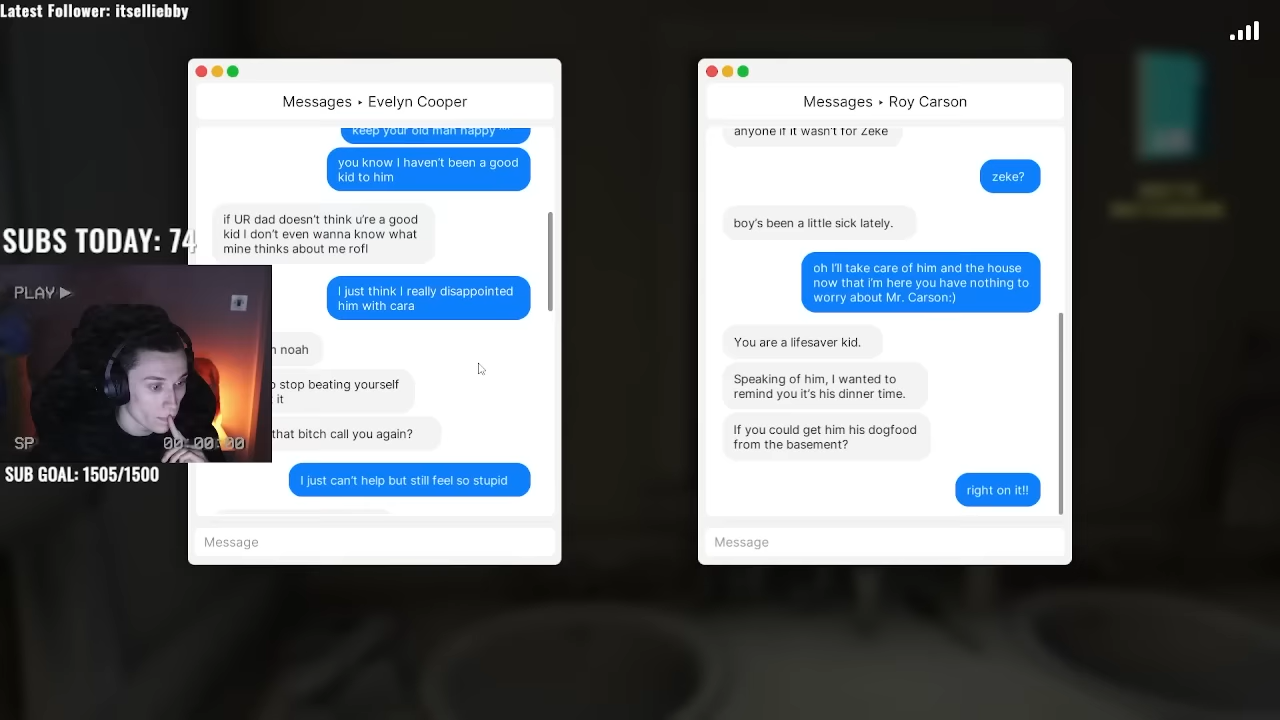 Latest Follower: itselliebby
Messages ▸ Evelyn Cooper
keep your old man happy ^^
you know I haven't been a good
kid to him
if UR dad doesn't think u're a good
kid I don't even wanna know what
mine thinks about me rofl
I just think I really disappointed
him with cara
noah
stop beating yourself
it
that bitch call you again?
I just can't help but still feel so stupid
Message
SUBS TODAY: 74
PLAY
SP
00:00:00
SUB GOAL: 1505/1500
Messages ▸ Roy Carson
anyone if it wasn't for Zeke
zeke?
boy's been a little sick lately.
oh I'll take care of him and the house
now that i'm here you have nothing to
worry about Mr. Carson:)
You are a lifesaver kid.
Speaking of him, I wanted to
remind you it's his dinner time.
If you could get him his dogfood
from the basement?
right on it!!
Message